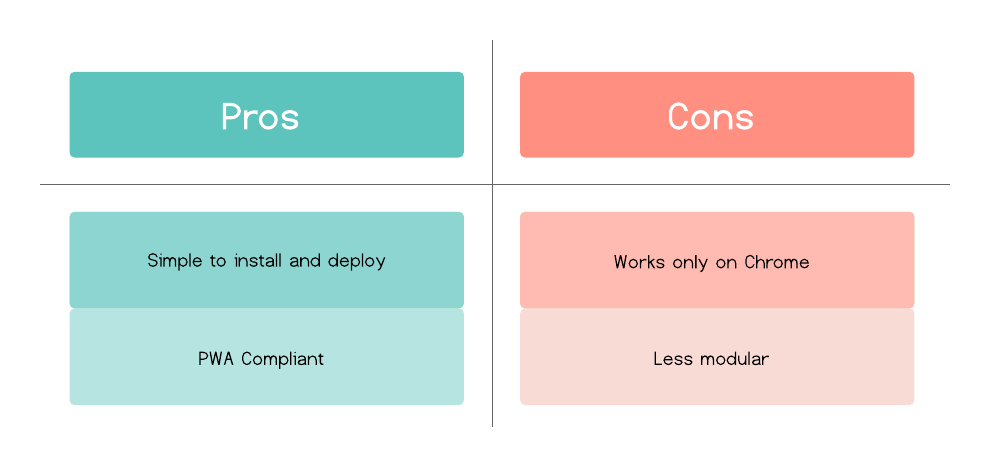 Pros
Cons
Simple to install and deploy
Works only on Chrome
PWA Compliant
Less modular